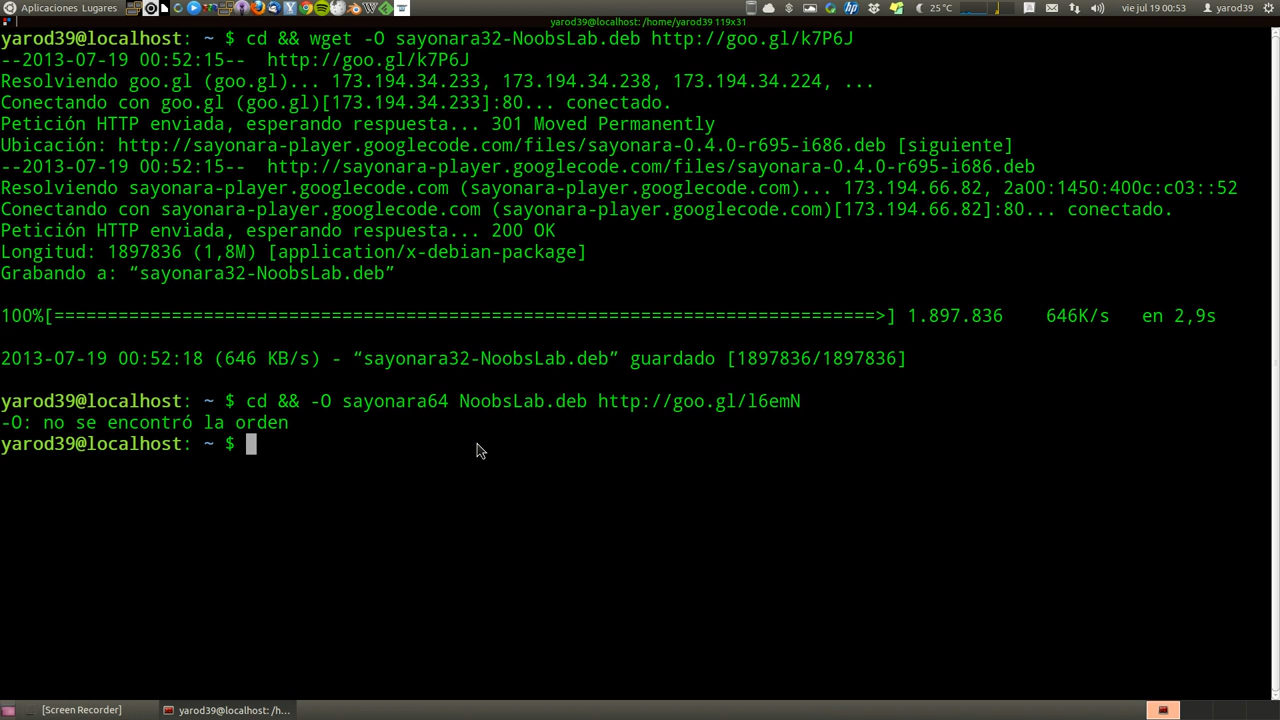 Aplicaciones Lugares
25 °C
vie jul 19 00:53
yarod39
yarod39@localhost: /home/yarod39 119x31
yarod39@localhost: ~ $ cd && wget -O sayonara32-NoobsLab.deb http://goo.gl/k7P6J
--2013-07-19 00:52:15-- http://goo.gl/k7P6J
Resolviendo goo.gl (goo.gl)... 173.194.34.233, 173.194.34.238, 173.194.34.224, ...
Conectando con goo.gl (goo.gl)[173.194.34.233]:80... conectado.
Petición HTTP enviada, esperando respuesta... 301 Moved Permanently
Ubicación: http://sayonara-player.googlecode.com/files/sayonara-0.4.0-r695-i686.deb [siguiente]
--2013-07-19 00:52:15-- http://sayonara-player.googlecode.com/files/sayonara-0.4.0-r695-i686.deb
Resolviendo sayonara-player.googlecode.com (sayonara-player.googlecode.com)... 173.194.66.82, 2a00:1450:400c:c03::52
Conectando con sayonara-player.googlecode.com (sayonara-player.googlecode.com)[173.194.66.82]:80... conectado.
Petición HTTP enviada, esperando respuesta... 200 OK
Longitud: 1897836 (1,8M) [application/x-debian-package]
Grabando a: “sayonara32-NoobsLab.deb”
100%[==============================================================================>] 1.897.836 646K/s en 2,9s
2013-07-19 00:52:18 (646 KB/s) - “sayonara32-NoobsLab.deb” guardado [1897836/1897836]
yarod39@localhost: ~ $ cd && -O sayonara64 NoobsLab.deb http://goo.gl/l6emN
-O: no se encontró la orden
yarod39@localhost: ~ $
[Screen Recorder]
yarod39@localhost: /h...